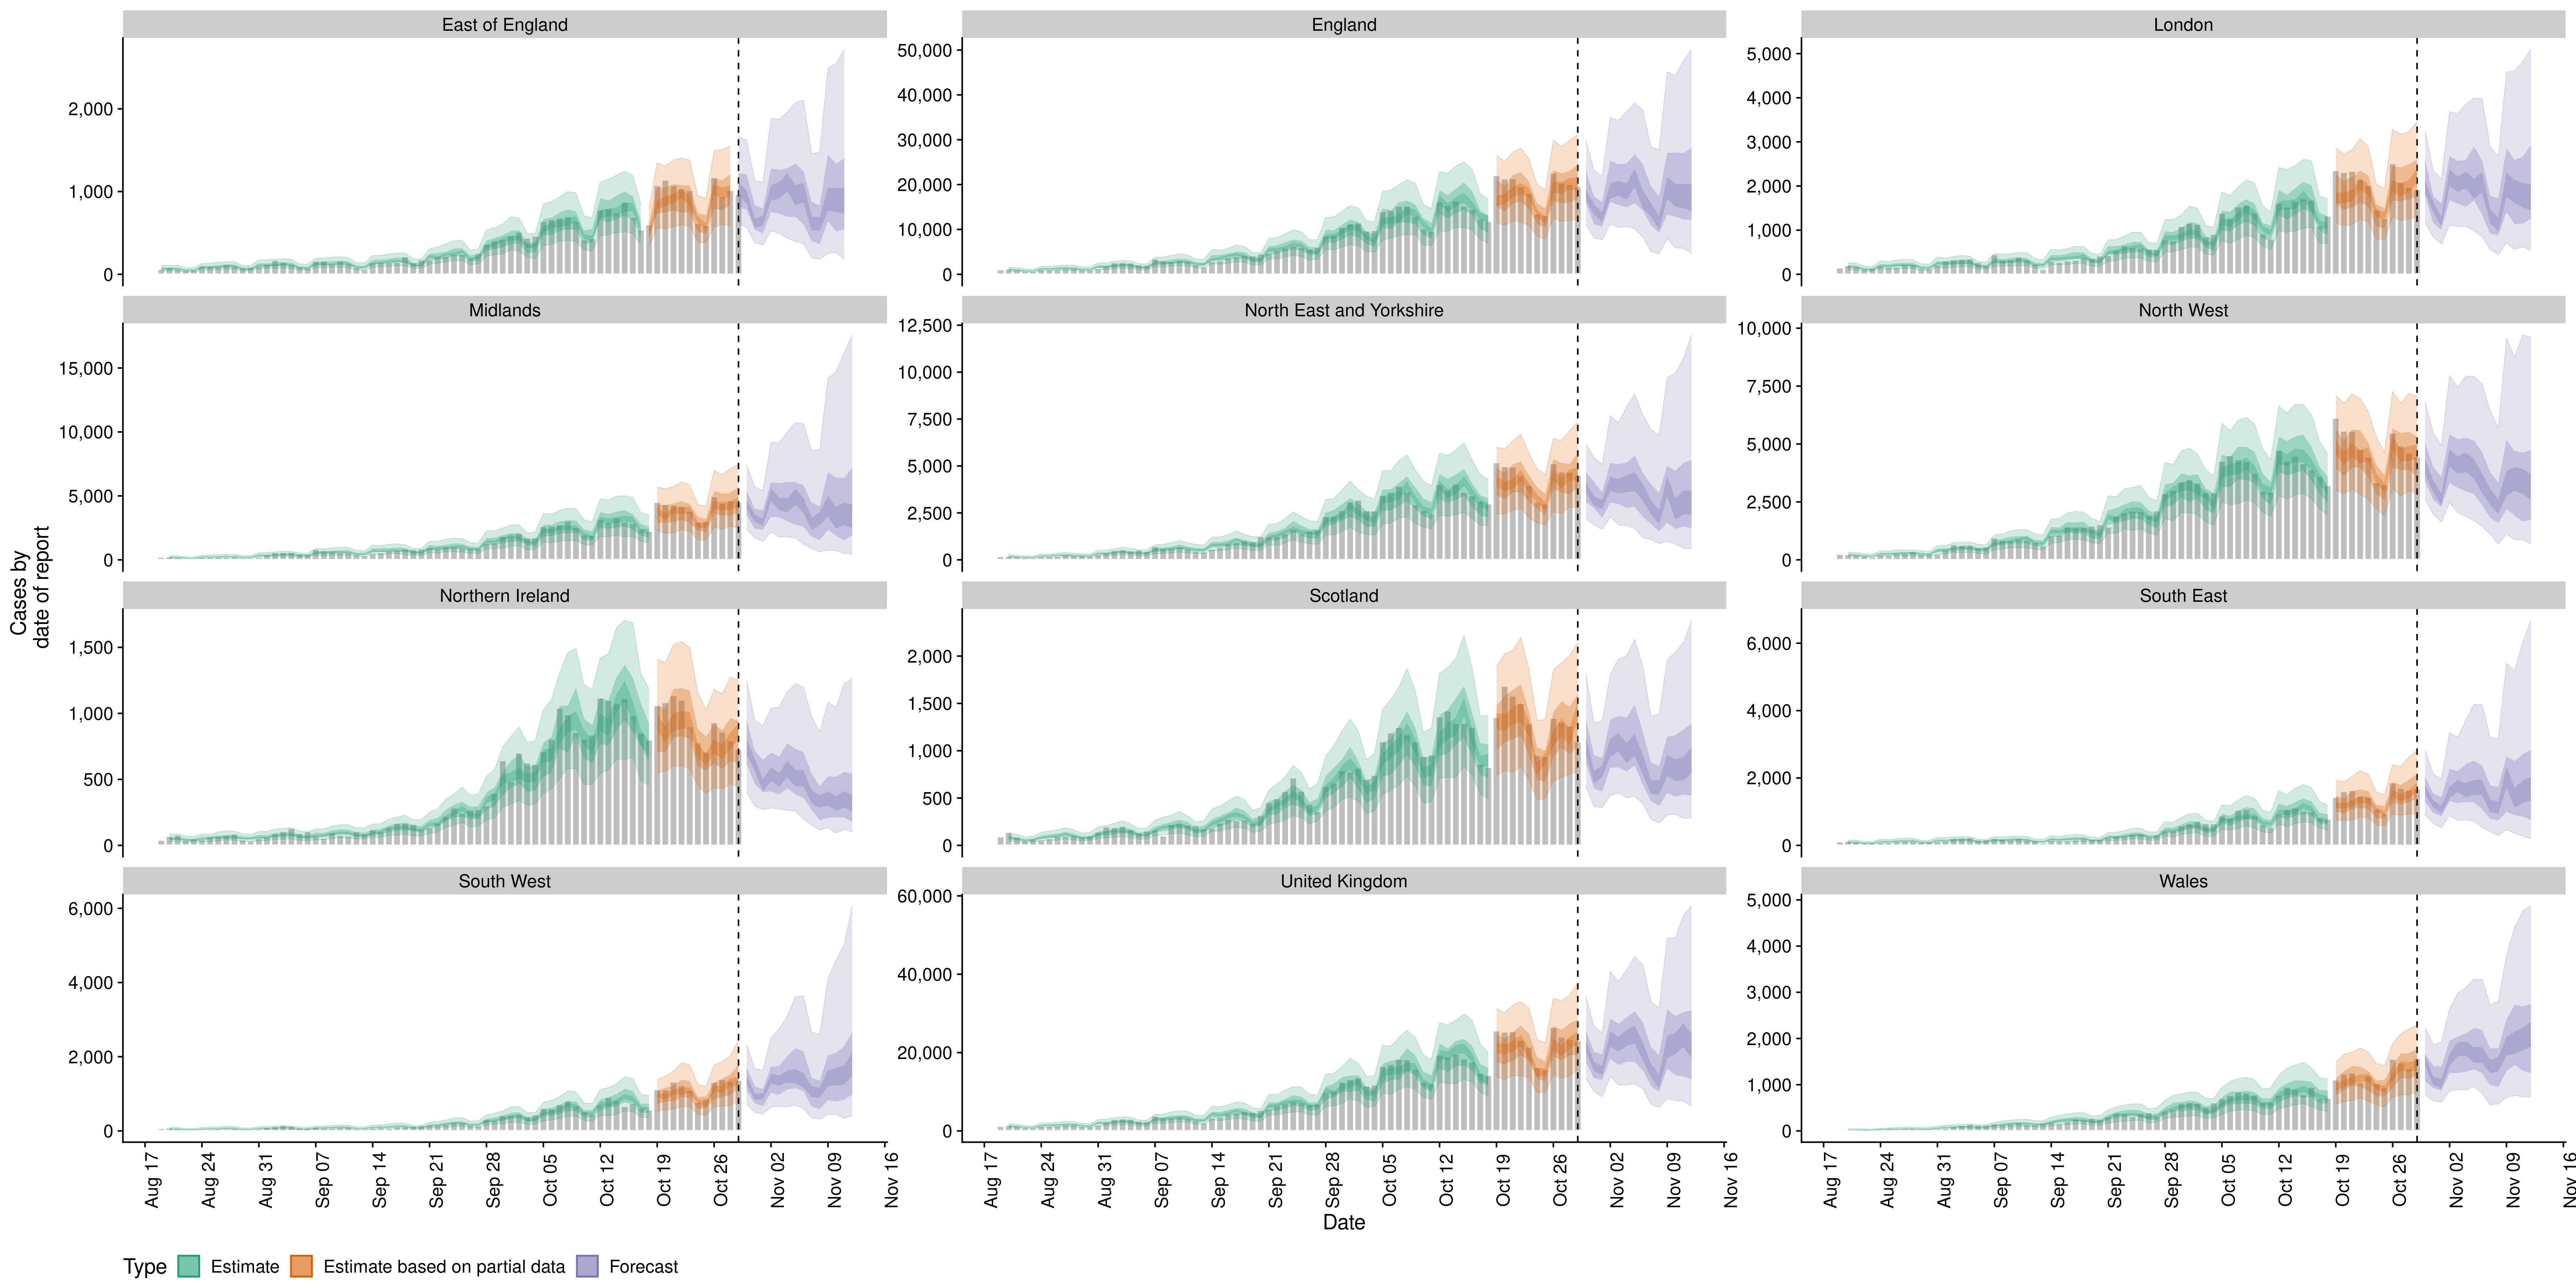 East of England
England
London
2,000
1,000
0
50,000
40,000
30,000
20,000
10,000
0
5,000
4,000
3,000
2,000
1,000
0
Midlands
North East and Yorkshire
North West
15,000
10,000
5,000
0
12,500
10,000
7,500
5,000
2,500
0
10,000
7,500
5,000
2,500
0
Cases by
date of report
Northern Ireland
Scotland
South East
1,500
1,000
500
0
2,000
1,500
1,000
500
0
6,000
4,000
2,000
0
South West
United Kingdom
Wales
6,000
4,000
2,000
0
60,000
40,000
20,000
0
5,000
4,000
3,000
2,000
1,000
0
Aug 17
Aug 24
Aug 31
Sep 07
Sep 14
Sep 21
Sep 28
Oct 05
Oct 12
Oct 19
Oct 26
Nov 02
Nov 09
Nov 16
Aug 17
Aug 24
Aug 31
Sep 07
Sep 14
Sep 21
Sep 28
Oct 05
Oct 12
Oct 19
Oct 26
Nov 02
Nov 09
Nov 16
Aug 17
Aug 24
Aug 31
Sep 07
Sep 14
Sep 21
Sep 28
Oct 05
Oct 12
Oct 19
Oct 26
Nov 02
Nov 09
Nov 16
Date
Type Estimate Estimate based on partial data Forecast